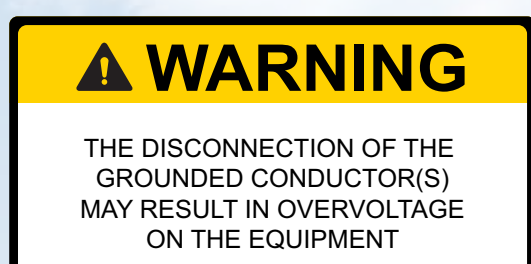 WARNING
THE DISCONNECTION OF THE
GROUNDED CONDUCTOR(S)
MAY RESULT IN OVERVOLTAGE
ON THE EQUIPMENT